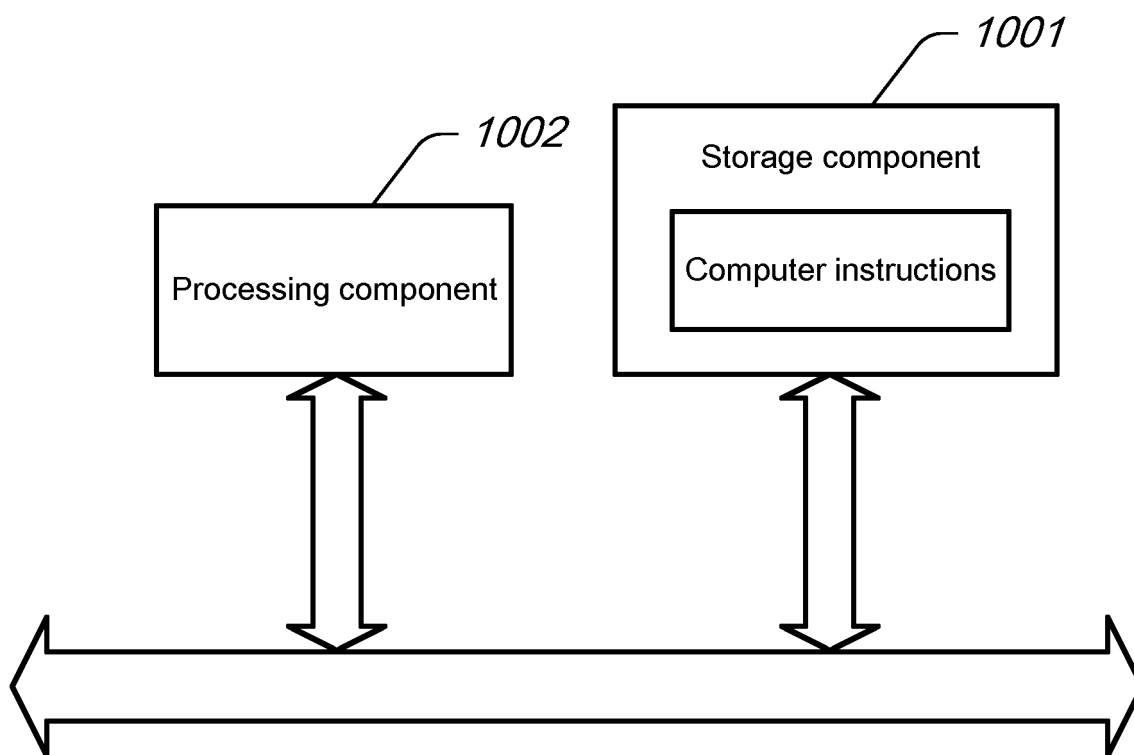 1001
1002
Storage component
Processing component
Computer instructions